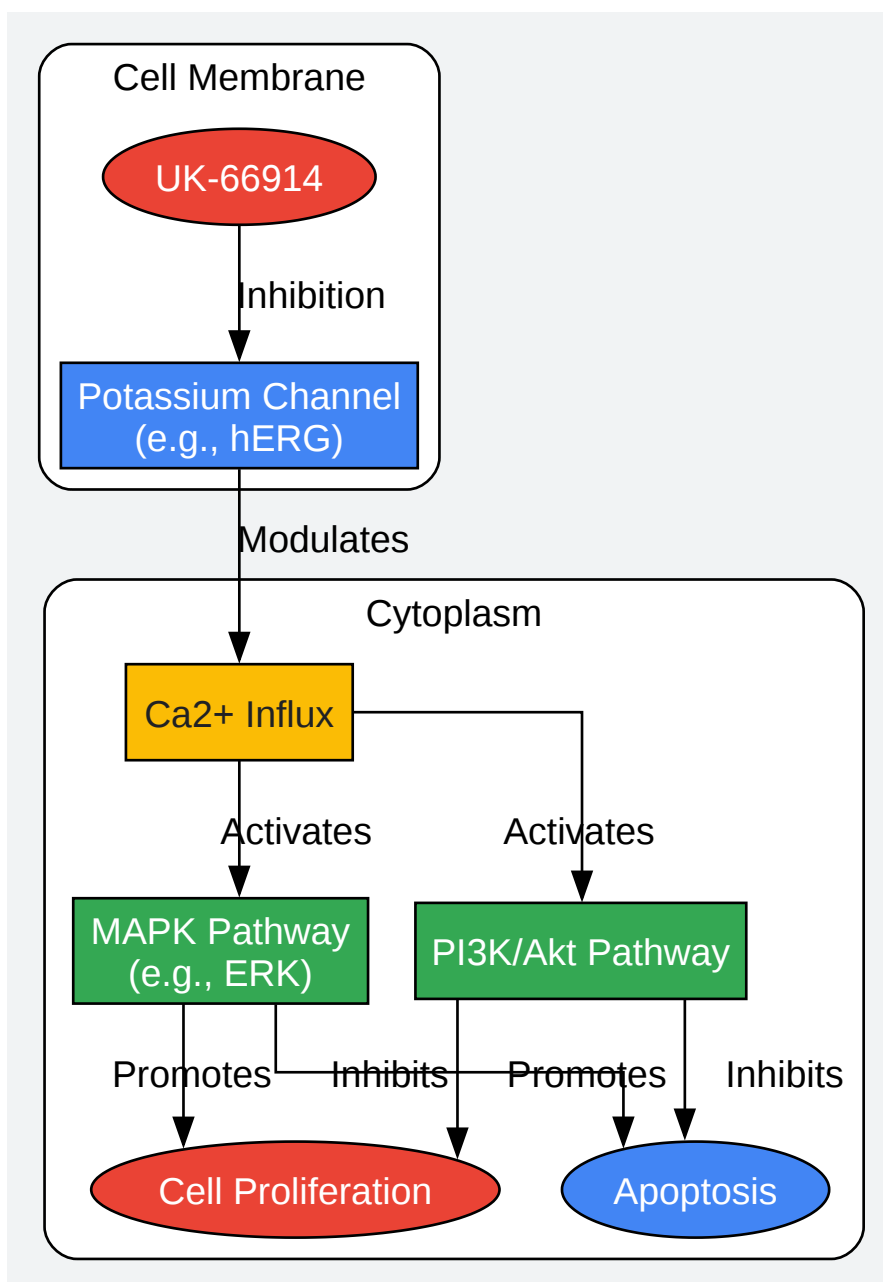 Cell Membrane
UK-66914
Inhibition
Potassium Channel
(e.g., hERG)
Modulates
Cytoplasm
Ca2+ Influx
Activates
Activates
MAPK Pathway
(e.g., ERK)
PI3K/Akt Pathway
Promotes
Inhibits
Promotes
Inhibits
Cell Proliferation
Apoptosis